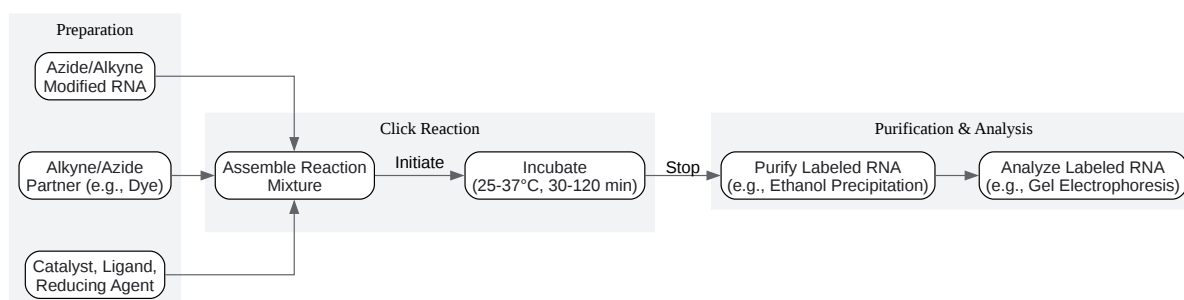 Preparation
Azide/Alkyne
Modified RNA
Alkyne/Azide
Partner (e.g., Dye)
Catalyst, Ligand,
Reducing Agent
Click Reaction
Assemble Reaction
Mixture
Initiate
Incubate
(25-37°C, 30-120 min)
Stop
Purification & Analysis
Purify Labeled RNA
(e.g., Ethanol Precipitation)
Analyze Labeled RNA
(e.g., Gel Electrophoresis)